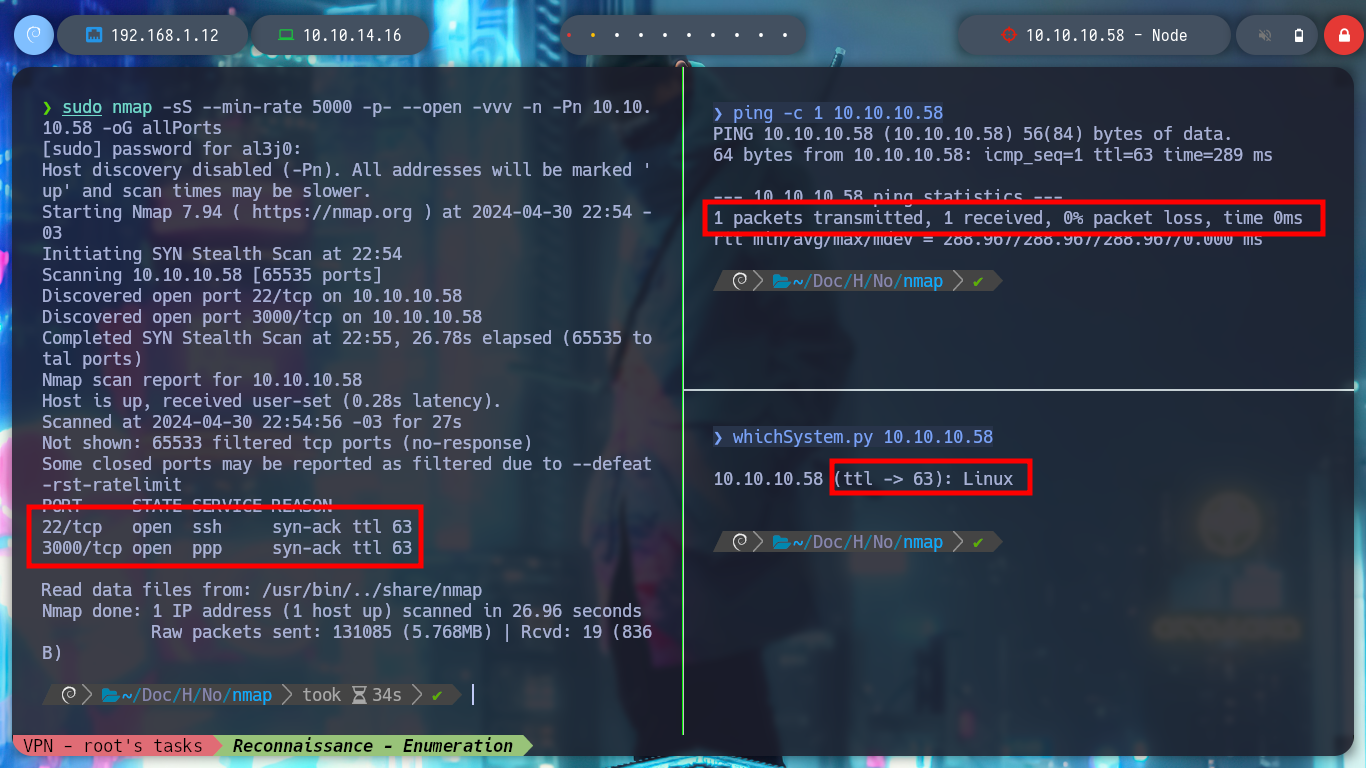 192.168.1.12
10.10.14.16
10.10.10.58 - Node
❯ sudo nmap -sS --min-rate 5000 -p- --open -vvv -n -Pn 10.10.
10.58 -oG allPorts
[sudo] password for al3j0:
Host discovery disabled (-Pn). All addresses will be marked '
up' and scan times may be slower.
Starting Nmap 7.94 ( https://nmap.org ) at 2024-04-30 22:54 -
03
Initiating SYN Stealth Scan at 22:54
Scanning 10.10.10.58 [65535 ports]
Discovered open port 22/tcp on 10.10.10.58
Discovered open port 3000/tcp on 10.10.10.58
Completed SYN Stealth Scan at 22:55, 26.78s elapsed (65535 to
tal ports)
Nmap scan report for 10.10.10.58
Host is up, received user-set (0.28s latency).
Scanned at 2024-04-30 22:54:56 -03 for 27s
Not shown: 65533 filtered tcp ports (no-response)
Some closed ports may be reported as filtered due to --defeat
-rst-ratelimit
PORT     STATE SERVICE REASON
22/tcp   open  ssh     syn-ack ttl 63
3000/tcp open  ppp     syn-ack ttl 63
Read data files from: /usr/bin/../share/nmap
Nmap done: 1 IP address (1 host up) scanned in 26.96 seconds
Raw packets sent: 131085 (5.768MB) | Rcvd: 19 (836
B)
~/Doc/H/No/nmap took 34s ✔
❯ ping -c 1 10.10.10.58
PING 10.10.10.58 (10.10.10.58) 56(84) bytes of data.
64 bytes from 10.10.10.58: icmp_seq=1 ttl=63 time=289 ms
--- 10.10.10.58 ping statistics ---
1 packets transmitted, 1 received, 0% packet loss, time 0ms
rtt min/avg/max/mdev = 288.967/288.967/288.967/0.000 ms
~/Doc/H/No/nmap ✔
❯ whichSystem.py 10.10.10.58
10.10.10.58 (ttl -> 63): Linux
~/Doc/H/No/nmap ✔
VPN - root's tasks
Reconnaissance - Enumeration